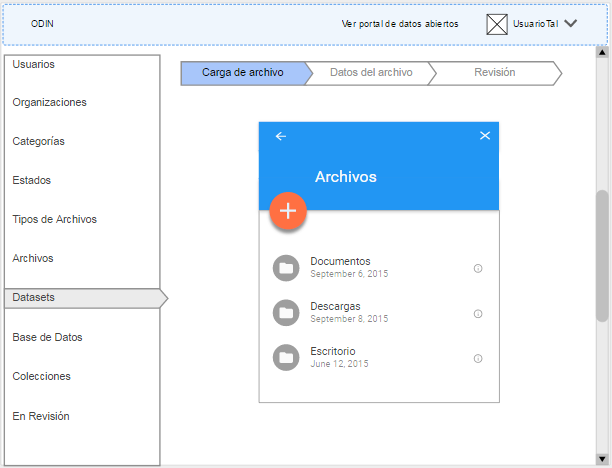 ODIN
Ver portal de datos abiertos
UsuarioTal
Usuarios
Organizaciones
Categorías
Estados
Tipos de Archivos
Archivos
Datasets
Base de Datos
Colecciones
En Revisión
Carga de archivo
Datos del archivo
Revisión
Archivos
Documentos
September 6, 2015
Descargas
September 8, 2015
Escritorio
June 12, 2015